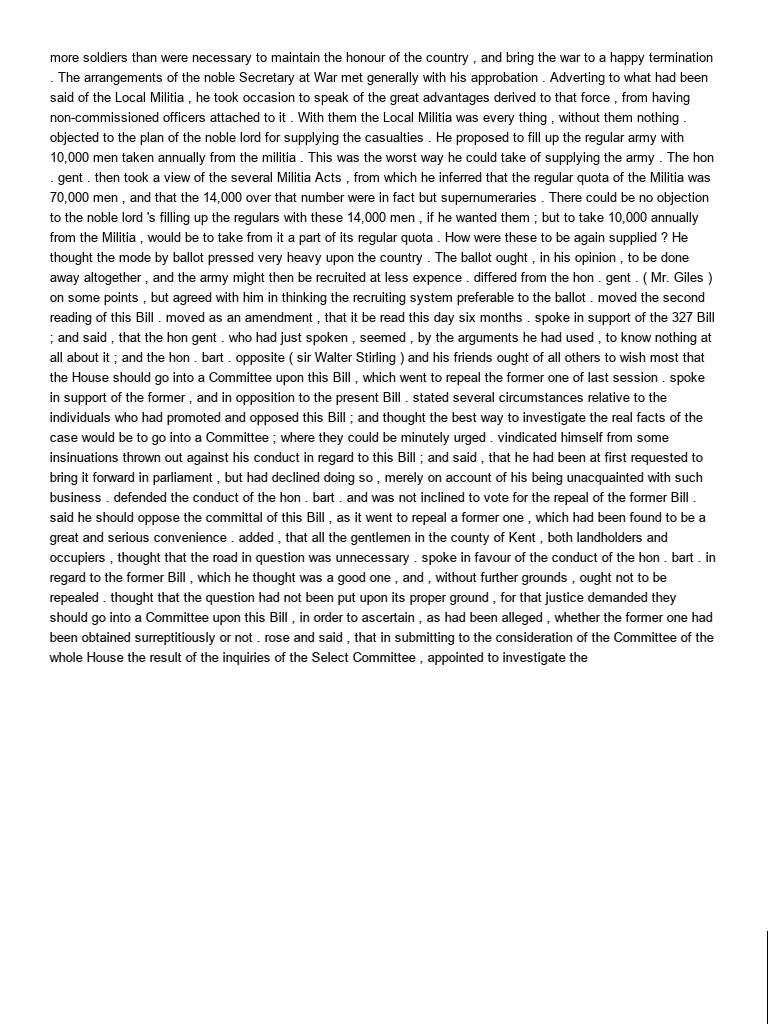 more soldiers than were necessary to maintain the honour of the country , and bring the war to a happy termination
. The arrangements of the noble Secretary at War met generally with his approbation . Adverting to what had been
said of the Local Militia , he took occasion to speak of the great advantages derived to that force , from having
non-commissioned officers attached to it . With them the Local Militia was every thing , without them nothing .
objected to the plan of the noble lord for supplying the casualties . He proposed to fill up the regular army with
10,000 men taken annually from the militia . This was the worst way he could take of supplying the army . The hon
. gent . then took a view of the several Militia Acts , from which he inferred that the regular quota of the Militia was
70,000 men , and that the 14,000 over that number were in fact but supernumeraries . There could be no objection
to the noble lord 's filling up the regulars with these 14,000 men , if he wanted them ; but to take 10,000 annually
from the Militia , would be to take from it a part of its regular quota . How were these to be again supplied ? He
thought the mode by ballot pressed very heavy upon the country . The ballot ought , in his opinion , to be done
away altogether , and the army might then be recruited at less expence . differed from the hon . gent . ( Mr. Giles )
on some points , but agreed with him in thinking the recruiting system preferable to the ballot . moved the second
reading of this Bill . moved as an amendment , that it be read this day six months . spoke in support of the 327 Bill
; and said , that the hon gent . who had just spoken , seemed , by the arguments he had used , to know nothing at
all about it ; and the hon . bart . opposite ( sir Walter Stirling ) and his friends ought of all others to wish most that
the House should go into a Committee upon this Bill , which went to repeal the former one of last session . spoke
in support of the former , and in opposition to the present Bill . stated several circumstances relative to the
individuals who had promoted and opposed this Bill ; and thought the best way to investigate the real facts of the
case would be to go into a Committee ; where they could be minutely urged . vindicated himself from some
insinuations thrown out against his conduct in regard to this Bill ; and said , that he had been at first requested to
bring it forward in parliament , but had declined doing so , merely on account of his being unacquainted with such
business . defended the conduct of the hon . bart . and was not inclined to vote for the repeal of the former Bill .
said he should oppose the committal of this Bill , as it went to repeal a former one , which had been found to be a
great and serious convenience . added , that all the gentlemen in the county of Kent , both landholders and
occupiers , thought that the road in question was unnecessary . spoke in favour of the conduct of the hon . bart . in
regard to the former Bill , which he thought was a good one , and , without further grounds , ought not to be
repealed . thought that the question had not been put upon its proper ground , for that justice demanded they
should go into a Committee upon this Bill , in order to ascertain , as had been alleged , whether the former one had
been obtained surreptitiously or not . rose and said , that in submitting to the consideration of the Committee of the
whole House the result of the inquiries of the Select Committee , appointed to investigate the